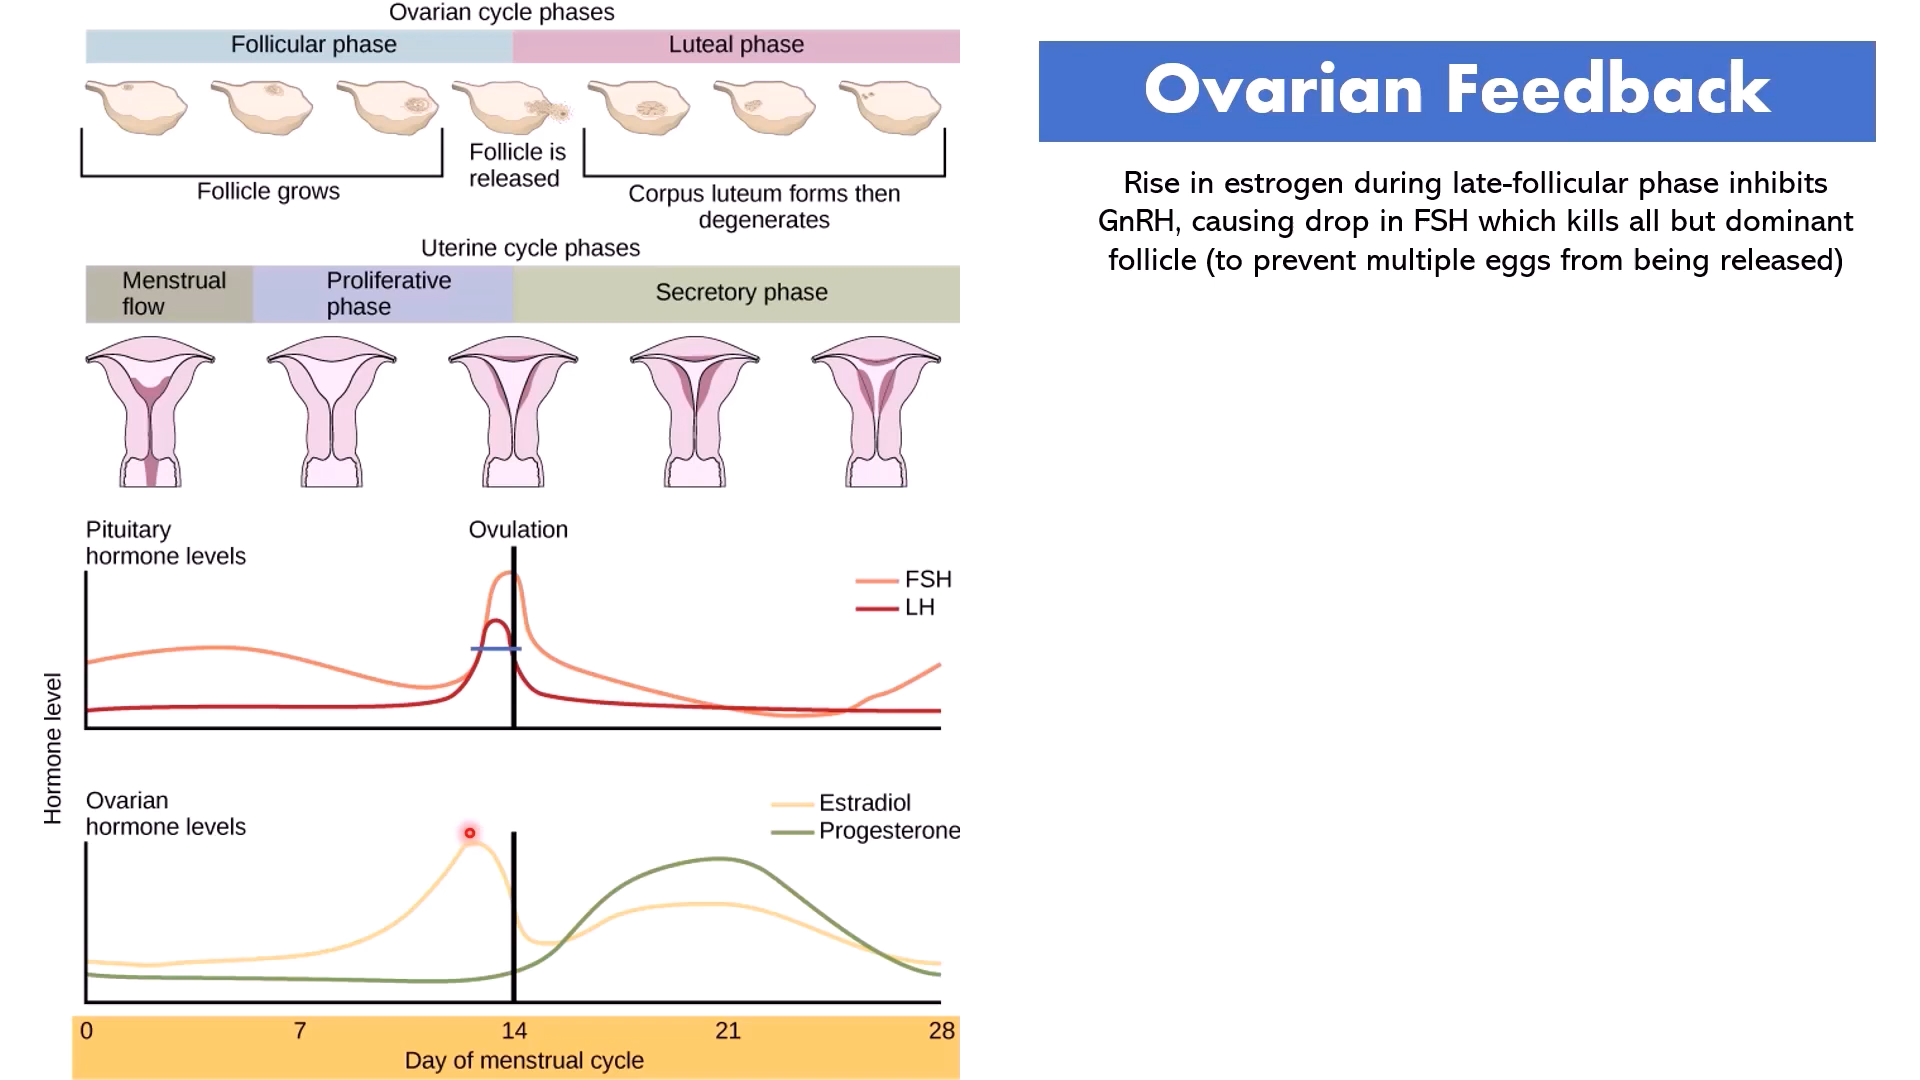 Ovarian cycle phases
Follicular phase
Luteal phase
Follicle grows
Follicle is
released
Corpus luteum forms then
degenerates
Uterine cycle phases
Menstrual
flow
Proliferative
phase
Secretory phase
Pituitary
hormone levels
Ovulation
FSH
LH
Hormone level
Ovarian
hormone levels
Estradiol
Progesterone
0 7 14 21 28
Day of menstrual cycle
Ovarian Feedback
Rise in estrogen during late-follicular phase inhibits
GnRH, causing drop in FSH which kills all but dominant
follicle (to prevent multiple eggs from being released)